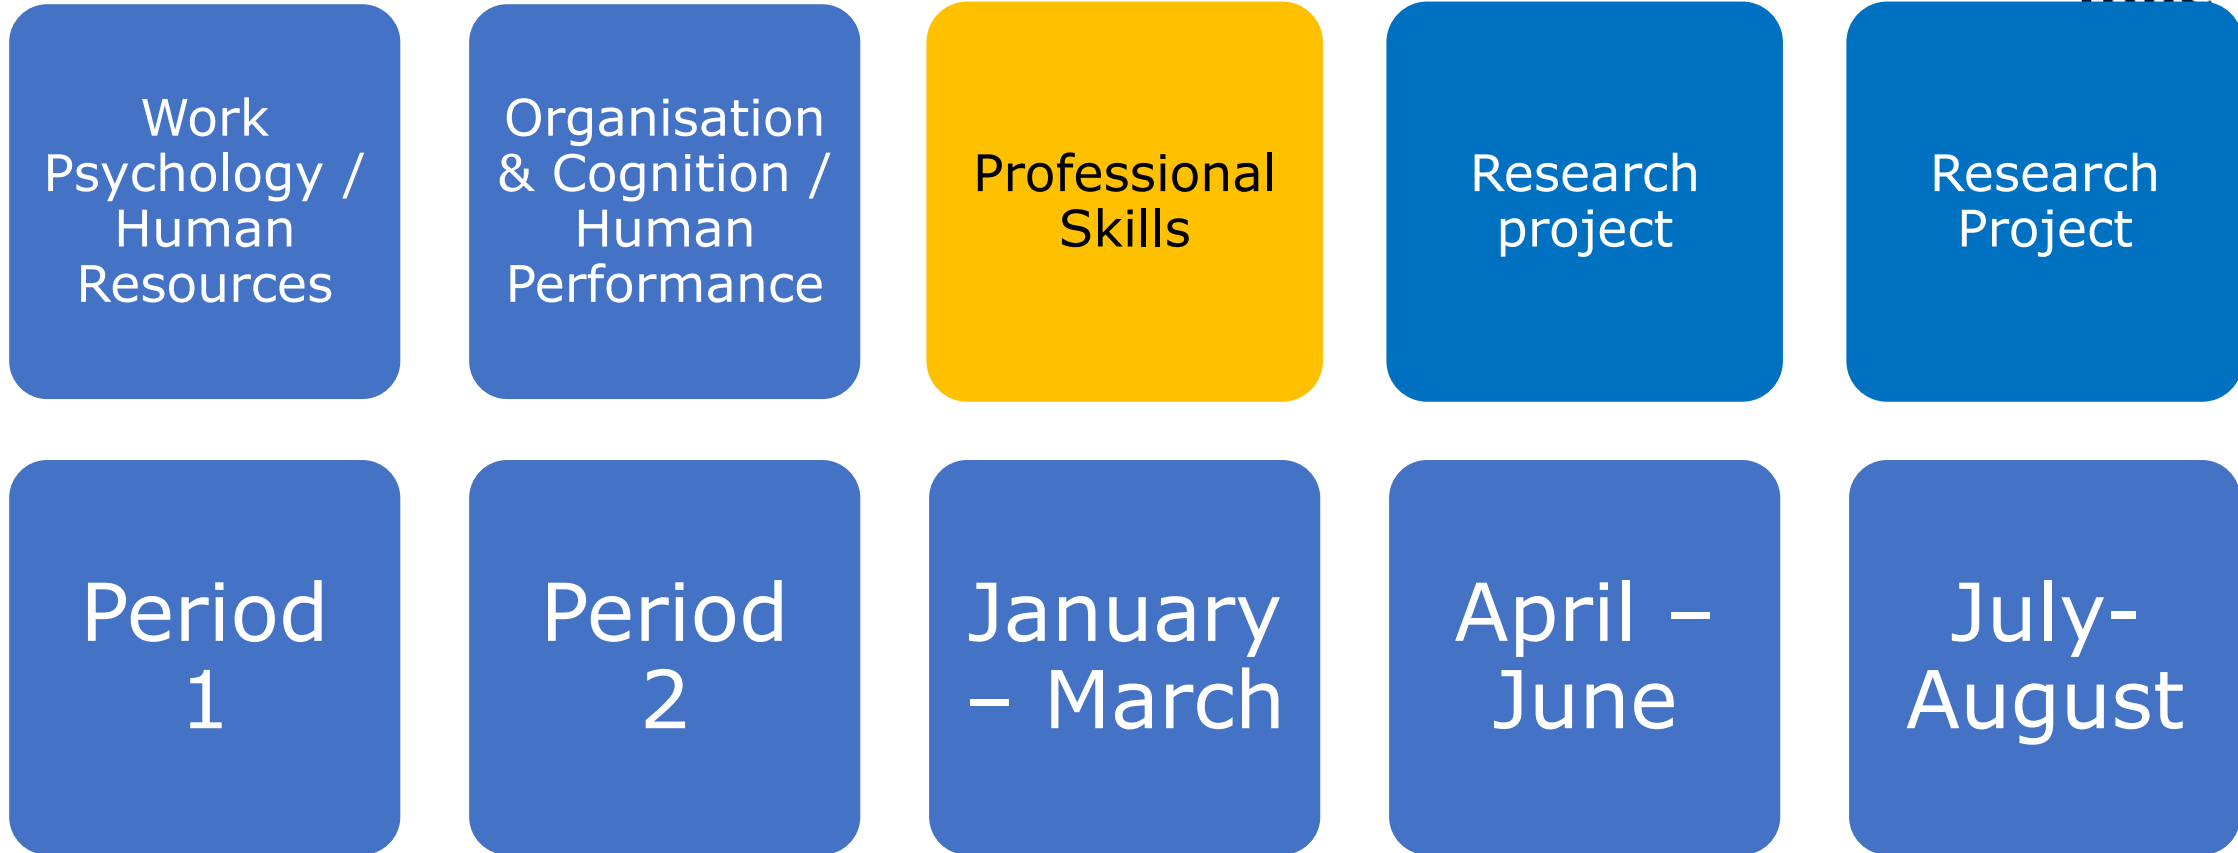 Work
Psychology /
Human
Resources
Organisation
& Cognition /
Human
Performance
Professional
Skills
Research
project
Research
Project
Period
1
Period
2
January
– March
April –
June
July-
August